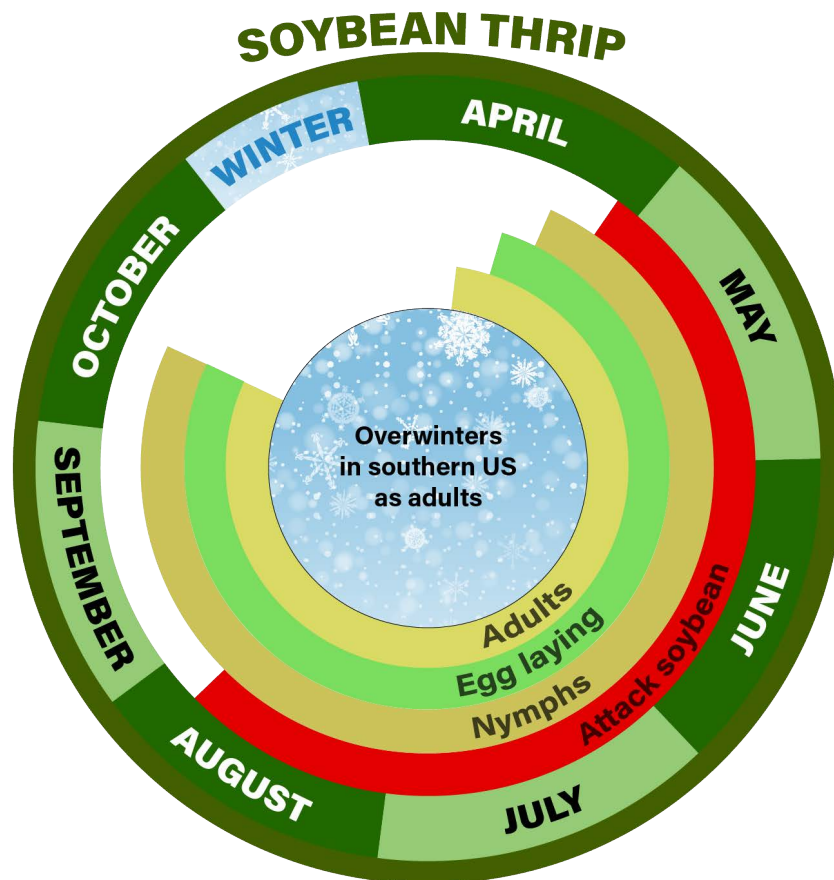 SOYBEAN THRIP
WINTER
APRIL
MAY
JUNE
JULY
AUGUST
SEPTEMBER
OCTOBER
Overwinters
in southern US
as adults
Adults
Egg laying
Nymphs
Attack soybean